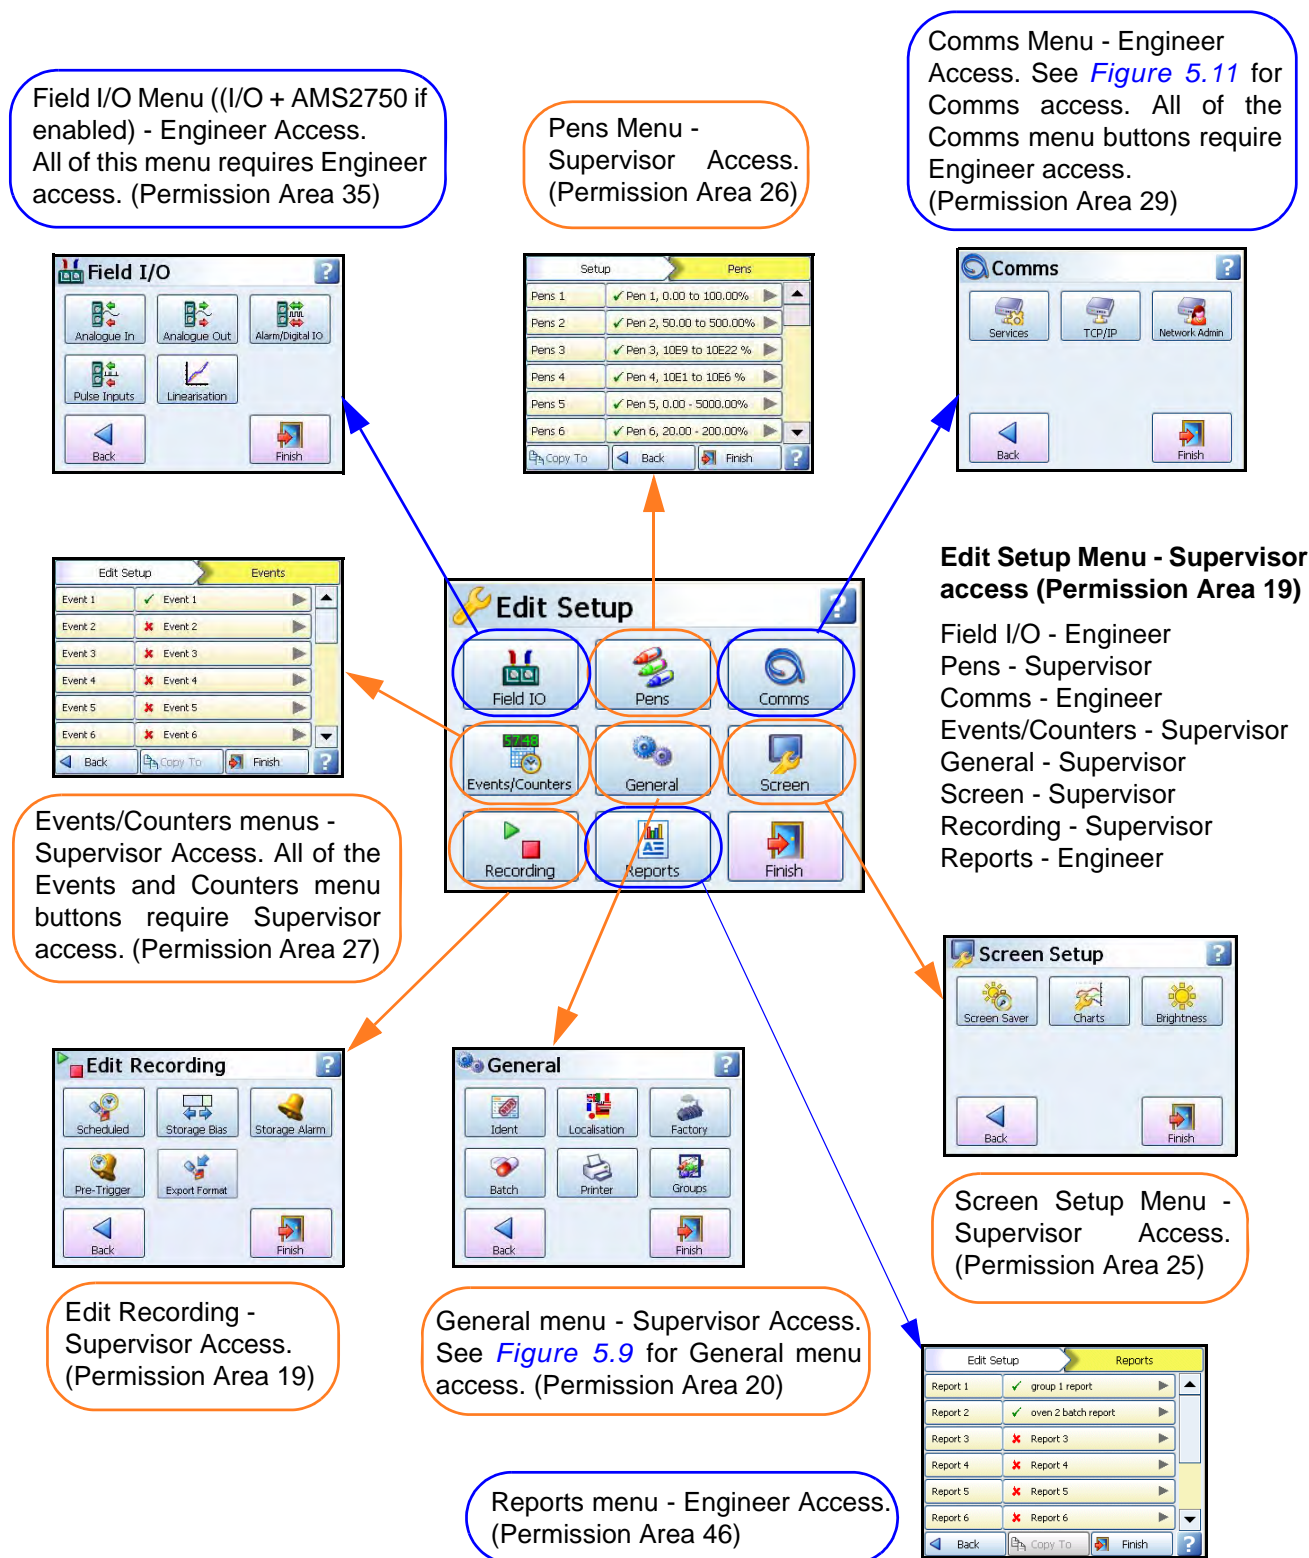 Field I/O Menu ((I/O + AMS2750 if
enabled) - Engineer Access.
All of this menu requires Engineer
access. (Permission Area 35)
Pens Menu -
Supervisor Access.
(Permission Area 26)
Comms Menu - Engineer
Access. See Figure 5.11 for
Comms access. All of the
Comms menu buttons require
Engineer access.
(Permission Area 29)
Field I/O ?
Analogue In Analogue Out Alarm/Digital IO
Pulse Inputs Linearisation
Back Finish
Setup Pens
Pens 1 Pen 1, 0.00 to 100.00%
Pens 2 Pen 2, 50.00 to 500.00%
Pens 3 Pen 3, 10E9 to 10E22 %
Pens 4 Pen 4, 10E1 to 10E6 %
Pens 5 Pen 5, 0.00 - 5000.00%
Pens 6 Pen 6, 20.00 - 200.00%
Copy To Back Finish ?
Comms ?
Services TCP/IP Network Admin
Back Finish
Edit Setup Events
Event 1 Event 1
Event 2 Event 2
Event 3 Event 3
Event 4 Event 4
Event 5 Event 5
Event 6 Event 6
Back Copy To Finish ?
Edit Setup ?
Field IO Pens Comms
5748
Events/Counters General Screen
Recording Reports Finish
Edit Setup Menu - Supervisor
access (Permission Area 19)
Field I/O - Engineer
Pens - Supervisor
Comms - Engineer
Events/Counters - Supervisor
General - Supervisor
Screen - Supervisor
Recording - Supervisor
Reports - Engineer
Events/Counters menus -
Supervisor Access. All of the
Events and Counters menu
buttons require Supervisor
access. (Permission Area 27)
Screen Setup ?
Screen Saver Charts Brightness
Back Finish
Edit Recording ?
Scheduled Storage Bias Storage Alarm
Pre-Trigger Export Format
Back Finish
General ?
Ident Localisation Factory
Batch Printer Groups
Back Finish
Screen Setup Menu -
Supervisor Access.
(Permission Area 25)
Edit Recording -
Supervisor Access.
(Permission Area 19)
General menu - Supervisor Access.
See Figure 5.9 for General menu
access. (Permission Area 20)
Edit Setup Reports
Report 1 group 1 report
Report 2 oven 2 batch report
Report 3 Report 3
Report 4 Report 4
Report 5 Report 5
Report 6 Report 6
Back Copy To Finish ?
Reports menu - Engineer Access.
(Permission Area 46)